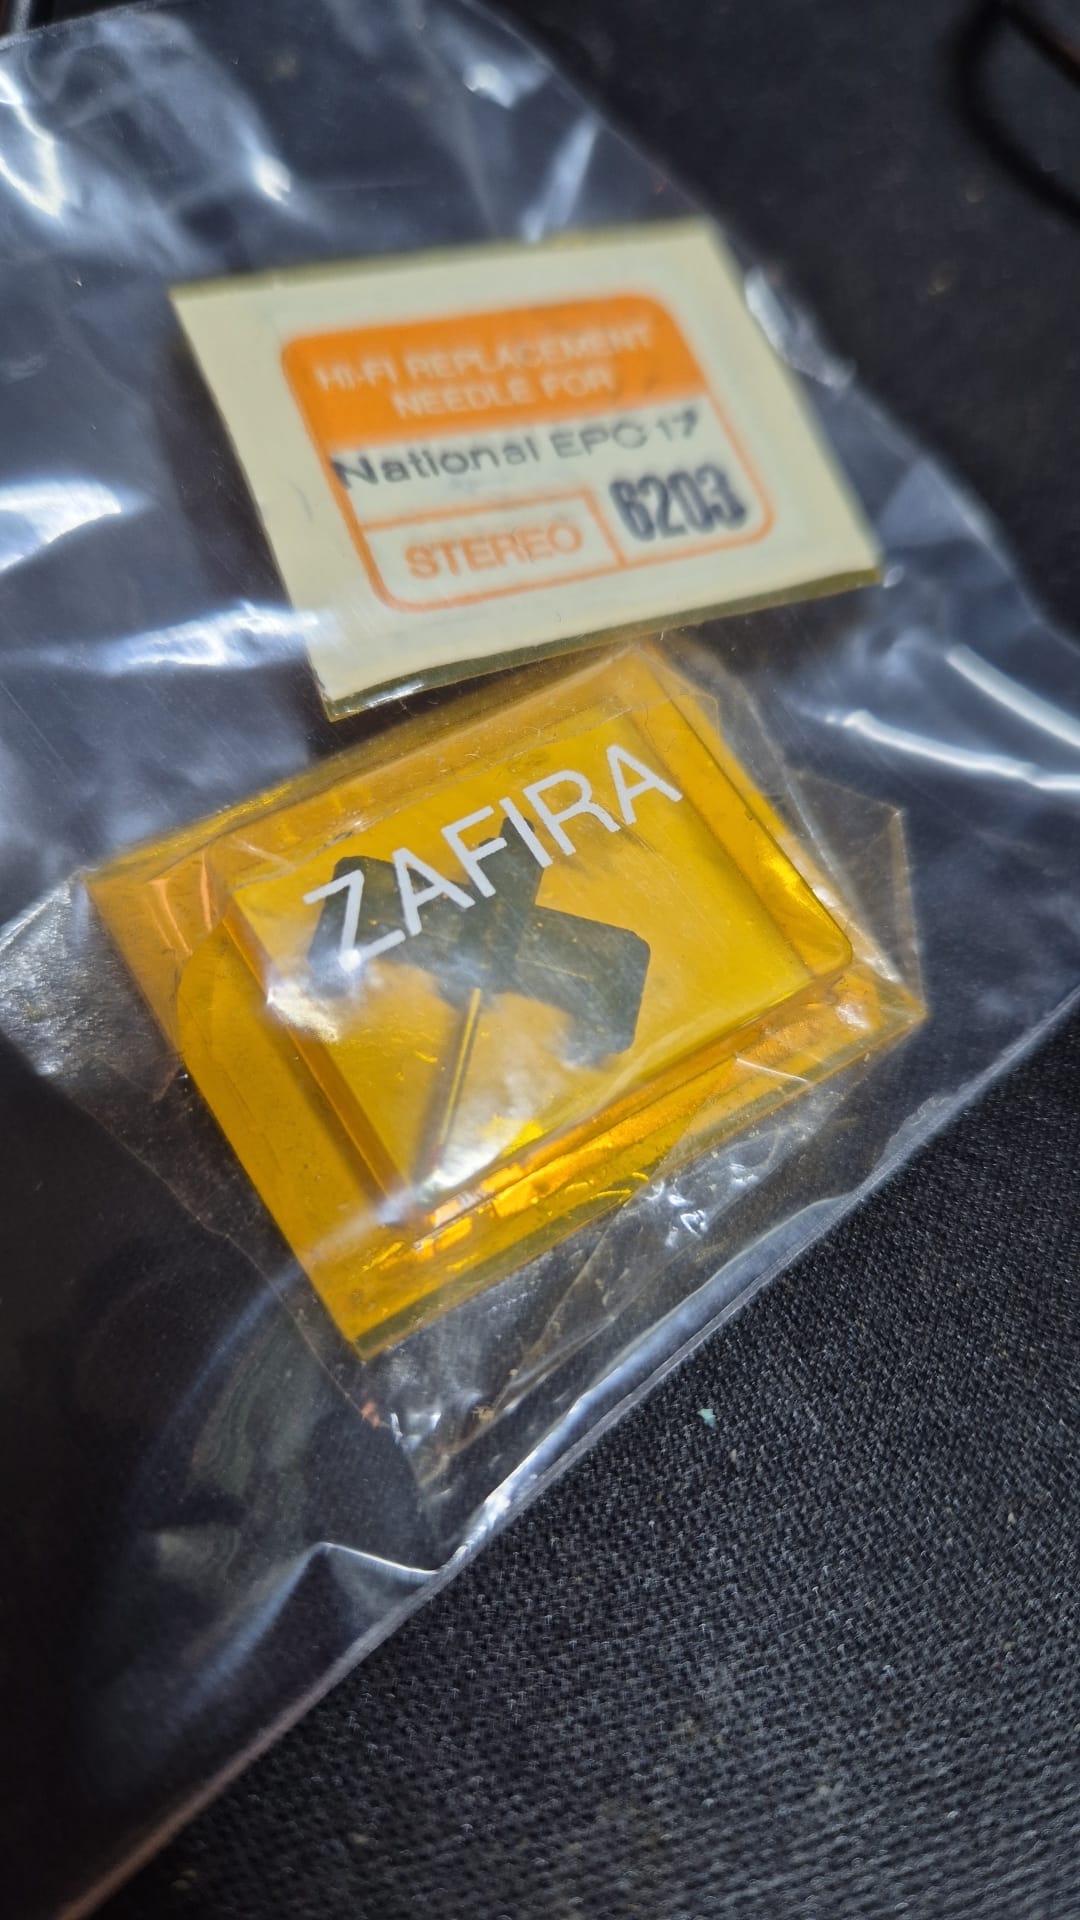 HI-FI REPLACEMENT
NEEDLE FOR
National EPC 17
STEREO
6203
ZAFIRA